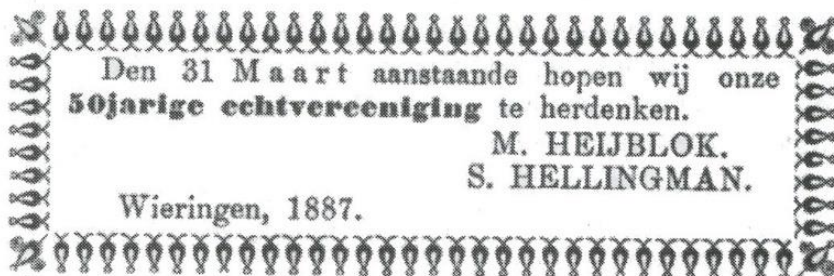 Den 31 Maart aanstaande hopen wij onze
50jarige echtvereeniging te herdenken.
M. HEIJBLOK.
S. HELLINGMAN.
Wieringen, 1887.